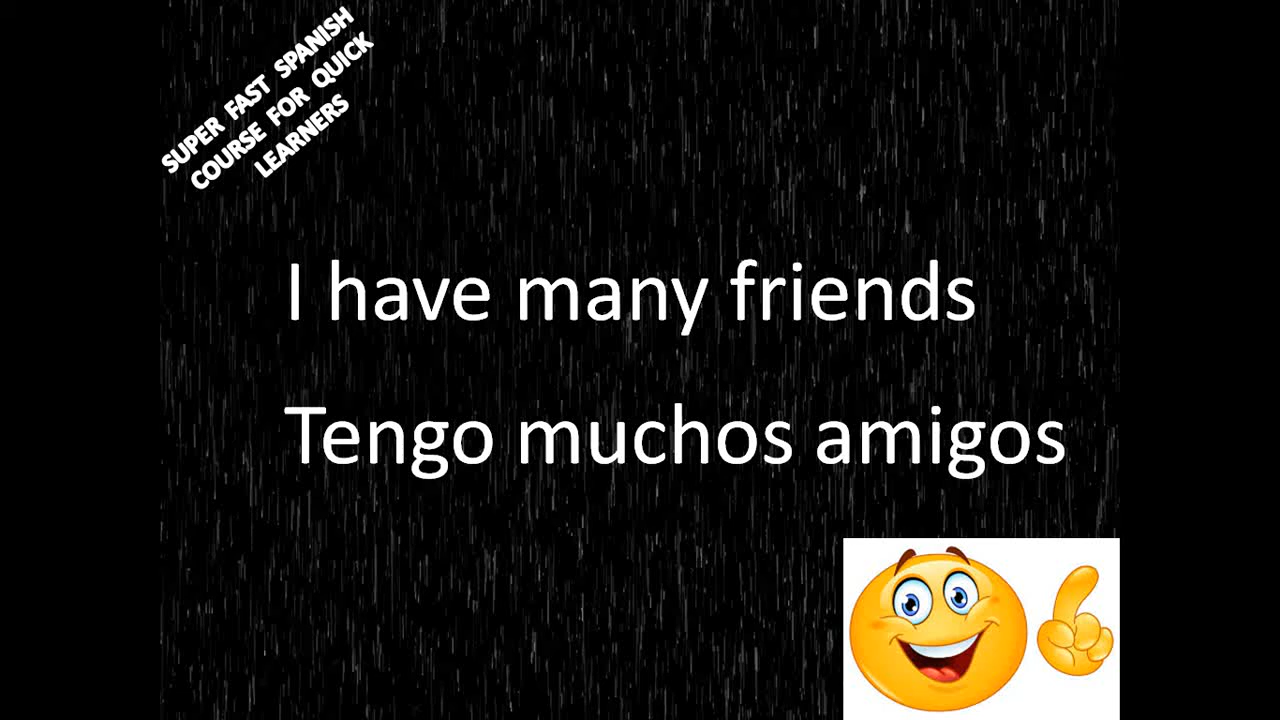 SUPER FAST SPANISH
COURSE FOR QUICK
LEARNERS
I have many friends
Tengo muchos amigos